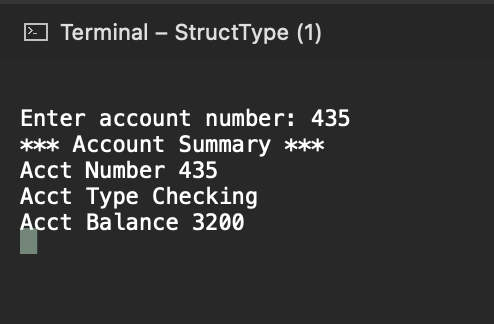 Terminal – StructType (1)
Enter account number: 435
*** Account Summary ***
Acct Number 435
Acct Type Checking
Acct Balance 3200